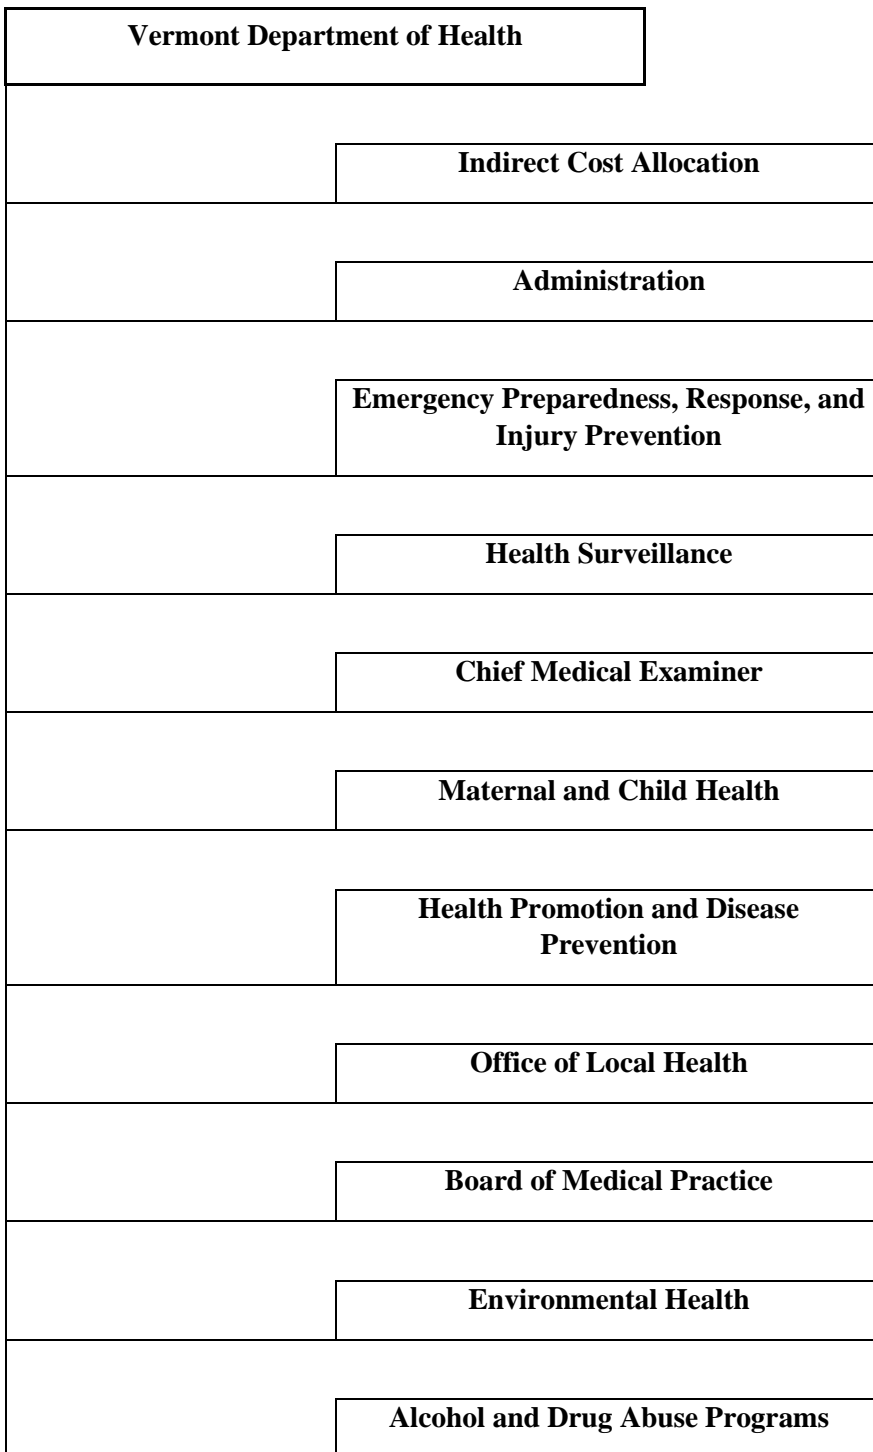 Vermont Department of Health
Indirect Cost Allocation
Administration
Emergency Preparedness, Response, and
Injury Prevention
Health Surveillance
Chief Medical Examiner
Maternal and Child Health
Health Promotion and Disease
Prevention
Office of Local Health
Board of Medical Practice
Environmental Health
Alcohol and Drug Abuse Programs